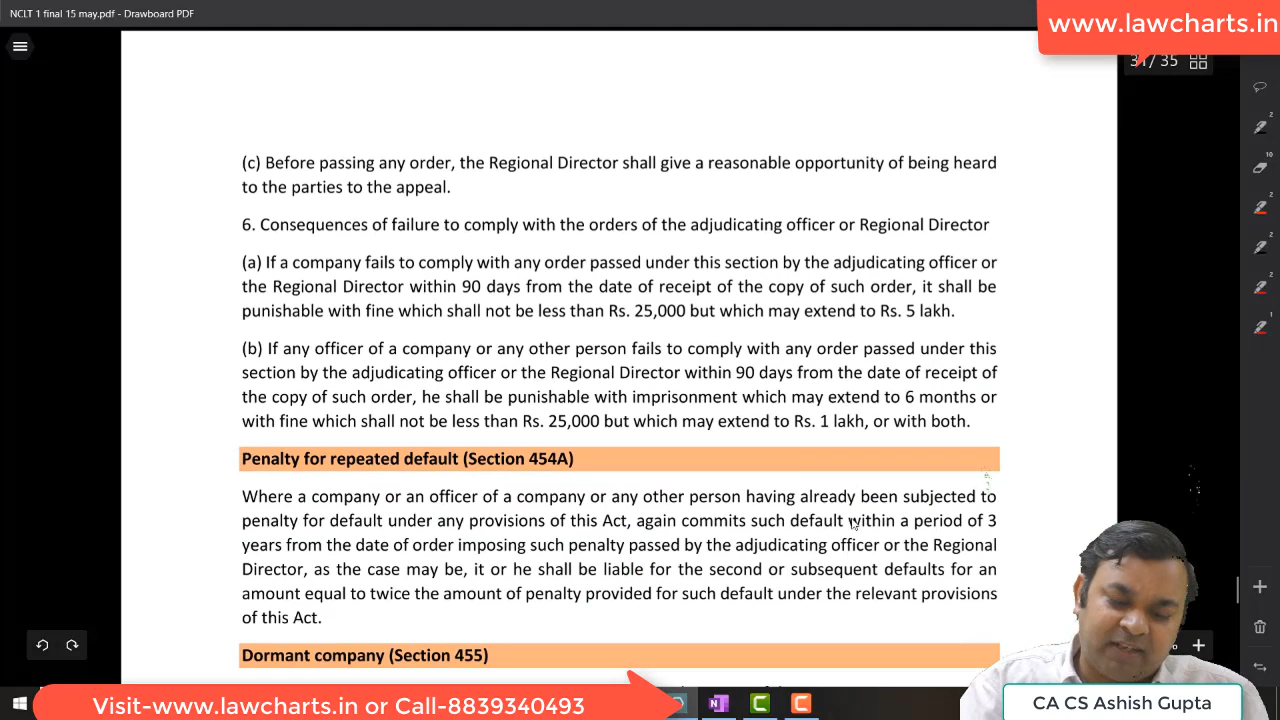 NCLT 1 final 15 may.pdf - Drawboard PDF
www.lawcharts.in
/ 35
(c) Before passing any order, the Regional Director shall give a reasonable opportunity of being heard
to the parties to the appeal.
6. Consequences of failure to comply with the orders of the adjudicating officer or Regional Director
(a) If a company fails to comply with any order passed under this section by the adjudicating officer or
the Regional Director within 90 days from the date of receipt of the copy of such order, it shall be
punishable with fine which shall not be less than Rs. 25,000 but which may extend to Rs. 5 lakh.
(b) If any officer of a company or any other person fails to comply with any order passed under this
section by the adjudicating officer or the Regional Director within 90 days from the date of receipt of
the copy of such order, he shall be punishable with imprisonment which may extend to 6 months or
with fine which shall not be less than Rs. 25,000 but which may extend to Rs. 1 lakh, or with both.
Penalty for repeated default (Section 454A)
Where a company or an officer of a company or any other person having already been subjected to
penalty for default under any provisions of this Act, again commits such default within a period of 3
years from the date of order imposing such penalty passed by the adjudicating officer or the Regional
Director, as the case may be, it or he shall be liable for the second or subsequent defaults for an
amount equal to twice the amount of penalty provided for such default under the relevant provisions
of this Act.
Dormant company (Section 455)
2
10
2
2
2
1
Visit-www.lawcharts.in or Call-8839340493
CA CS Ashish Gupta